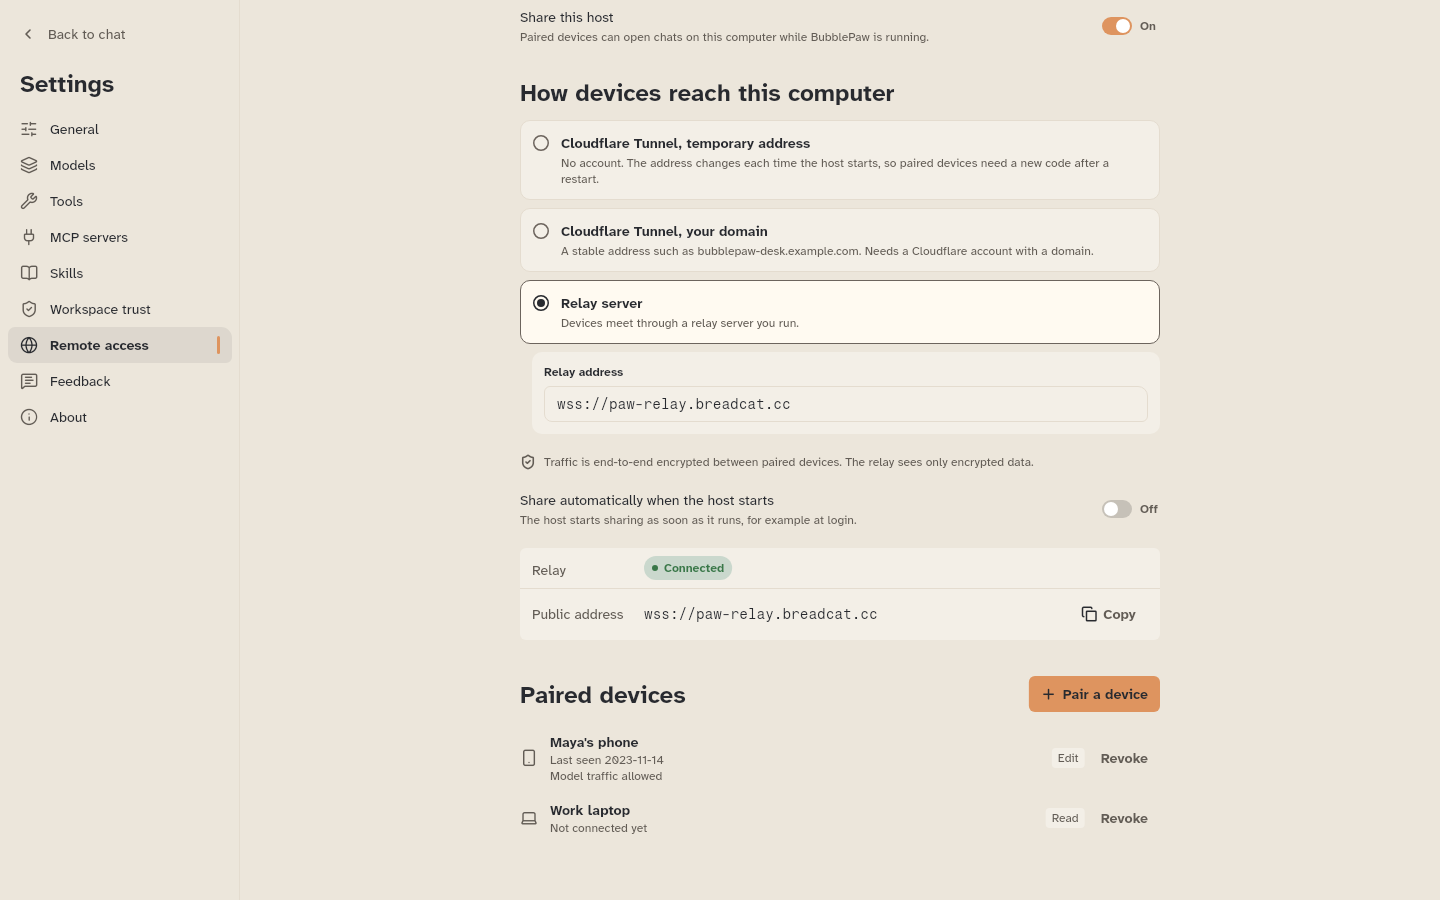 Back to chat
Settings
General
Models
Tools
MCP servers
Skills
Workspace trust
Remote access
Feedback
About
Share this host
Paired devices can open chats on this computer while BubblePaw is running.
On
How devices reach this computer
Cloudflare Tunnel, temporary address
No account. The address changes each time the host starts, so paired devices need a new code after a
restart.
Cloudflare Tunnel, your domain
A stable address such as bubblepaw-desk.example.com. Needs a Cloudflare account with a domain.
Relay server
Devices meet through a relay server you run.
Relay address
wss://paw-relay.breadcat.cc
Traffic is end-to-end encrypted between paired devices. The relay sees only encrypted data.
Share automatically when the host starts
The host starts sharing as soon as it runs, for example at login.
Off
Relay
Connected
Public address
wss://paw-relay.breadcat.cc
Copy
Paired devices
Pair a device
Maya's phone
Last seen 2023-11-14
Model traffic allowed
Edit
Revoke
Work laptop
Not connected yet
Read
Revoke